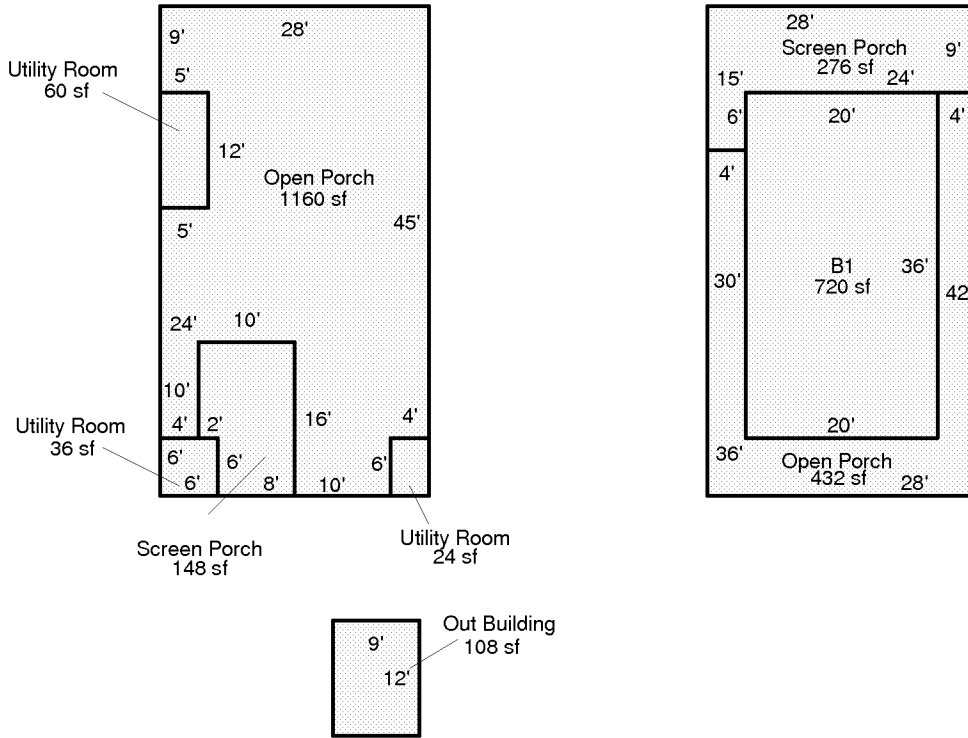 9'
28'
Utility Room
60 sf
5'
12'
Open Porch
1160 sf
5'
45'
24'
10'
10'
4'
2'
16'
4'
Utility Room
36 sf
6'
6'
6'
6'
8'
10'
Screen Porch
148 sf
Utility Room
24 sf
9'
12'
Out Building
108 sf
28'
Screen Porch
276 sf
9'
15'
24'
6'
20'
4'
4'
30'
B1
720 sf
36'
42
20'
36'
Open Porch
432 sf
28'